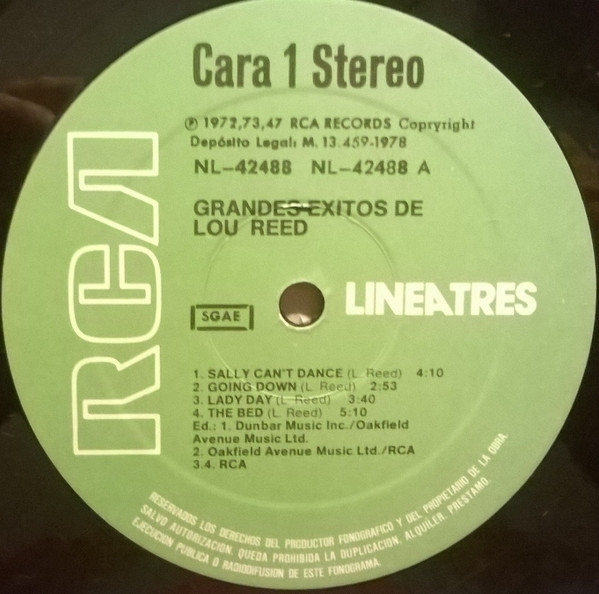 Cara 1 Stereo
Ⓟ 1972,73,47 RCA RECORDS Copryright
Depósito Legal: M. 13.459-1978
NL-42488 NL-42488 A
GRANDES EXITOS DE
LOU REED
RCA
LINEATRES
SGAE
1. SALLY CAN'T DANCE (L. Reed) 4:10
2. GOING DOWN (L. Reed) 2:53
3. LADY DAY (L. Reed) 3:40
4. THE BED (L. Reed) 5:10
Ed.: 1. Dunbar Music Inc./Oakfield
Avenue Music Ltd.
2. Oakfield Avenue Music Ltd./RCA
3.4. RCA
RESERVADOS LOS DERECHOS DEL PRODUCTOR FONOGRAFICO Y DEL PROPIETARIO DE LA OBRA.
SALVO AUTORIZACION, QUEDA PROHIBIDA LA DUPLICACION, ALQUILER, PRESTAMO,
EJECUCION PUBLICA O RADIODIFUSION DE ESTE FONOGRAMA.